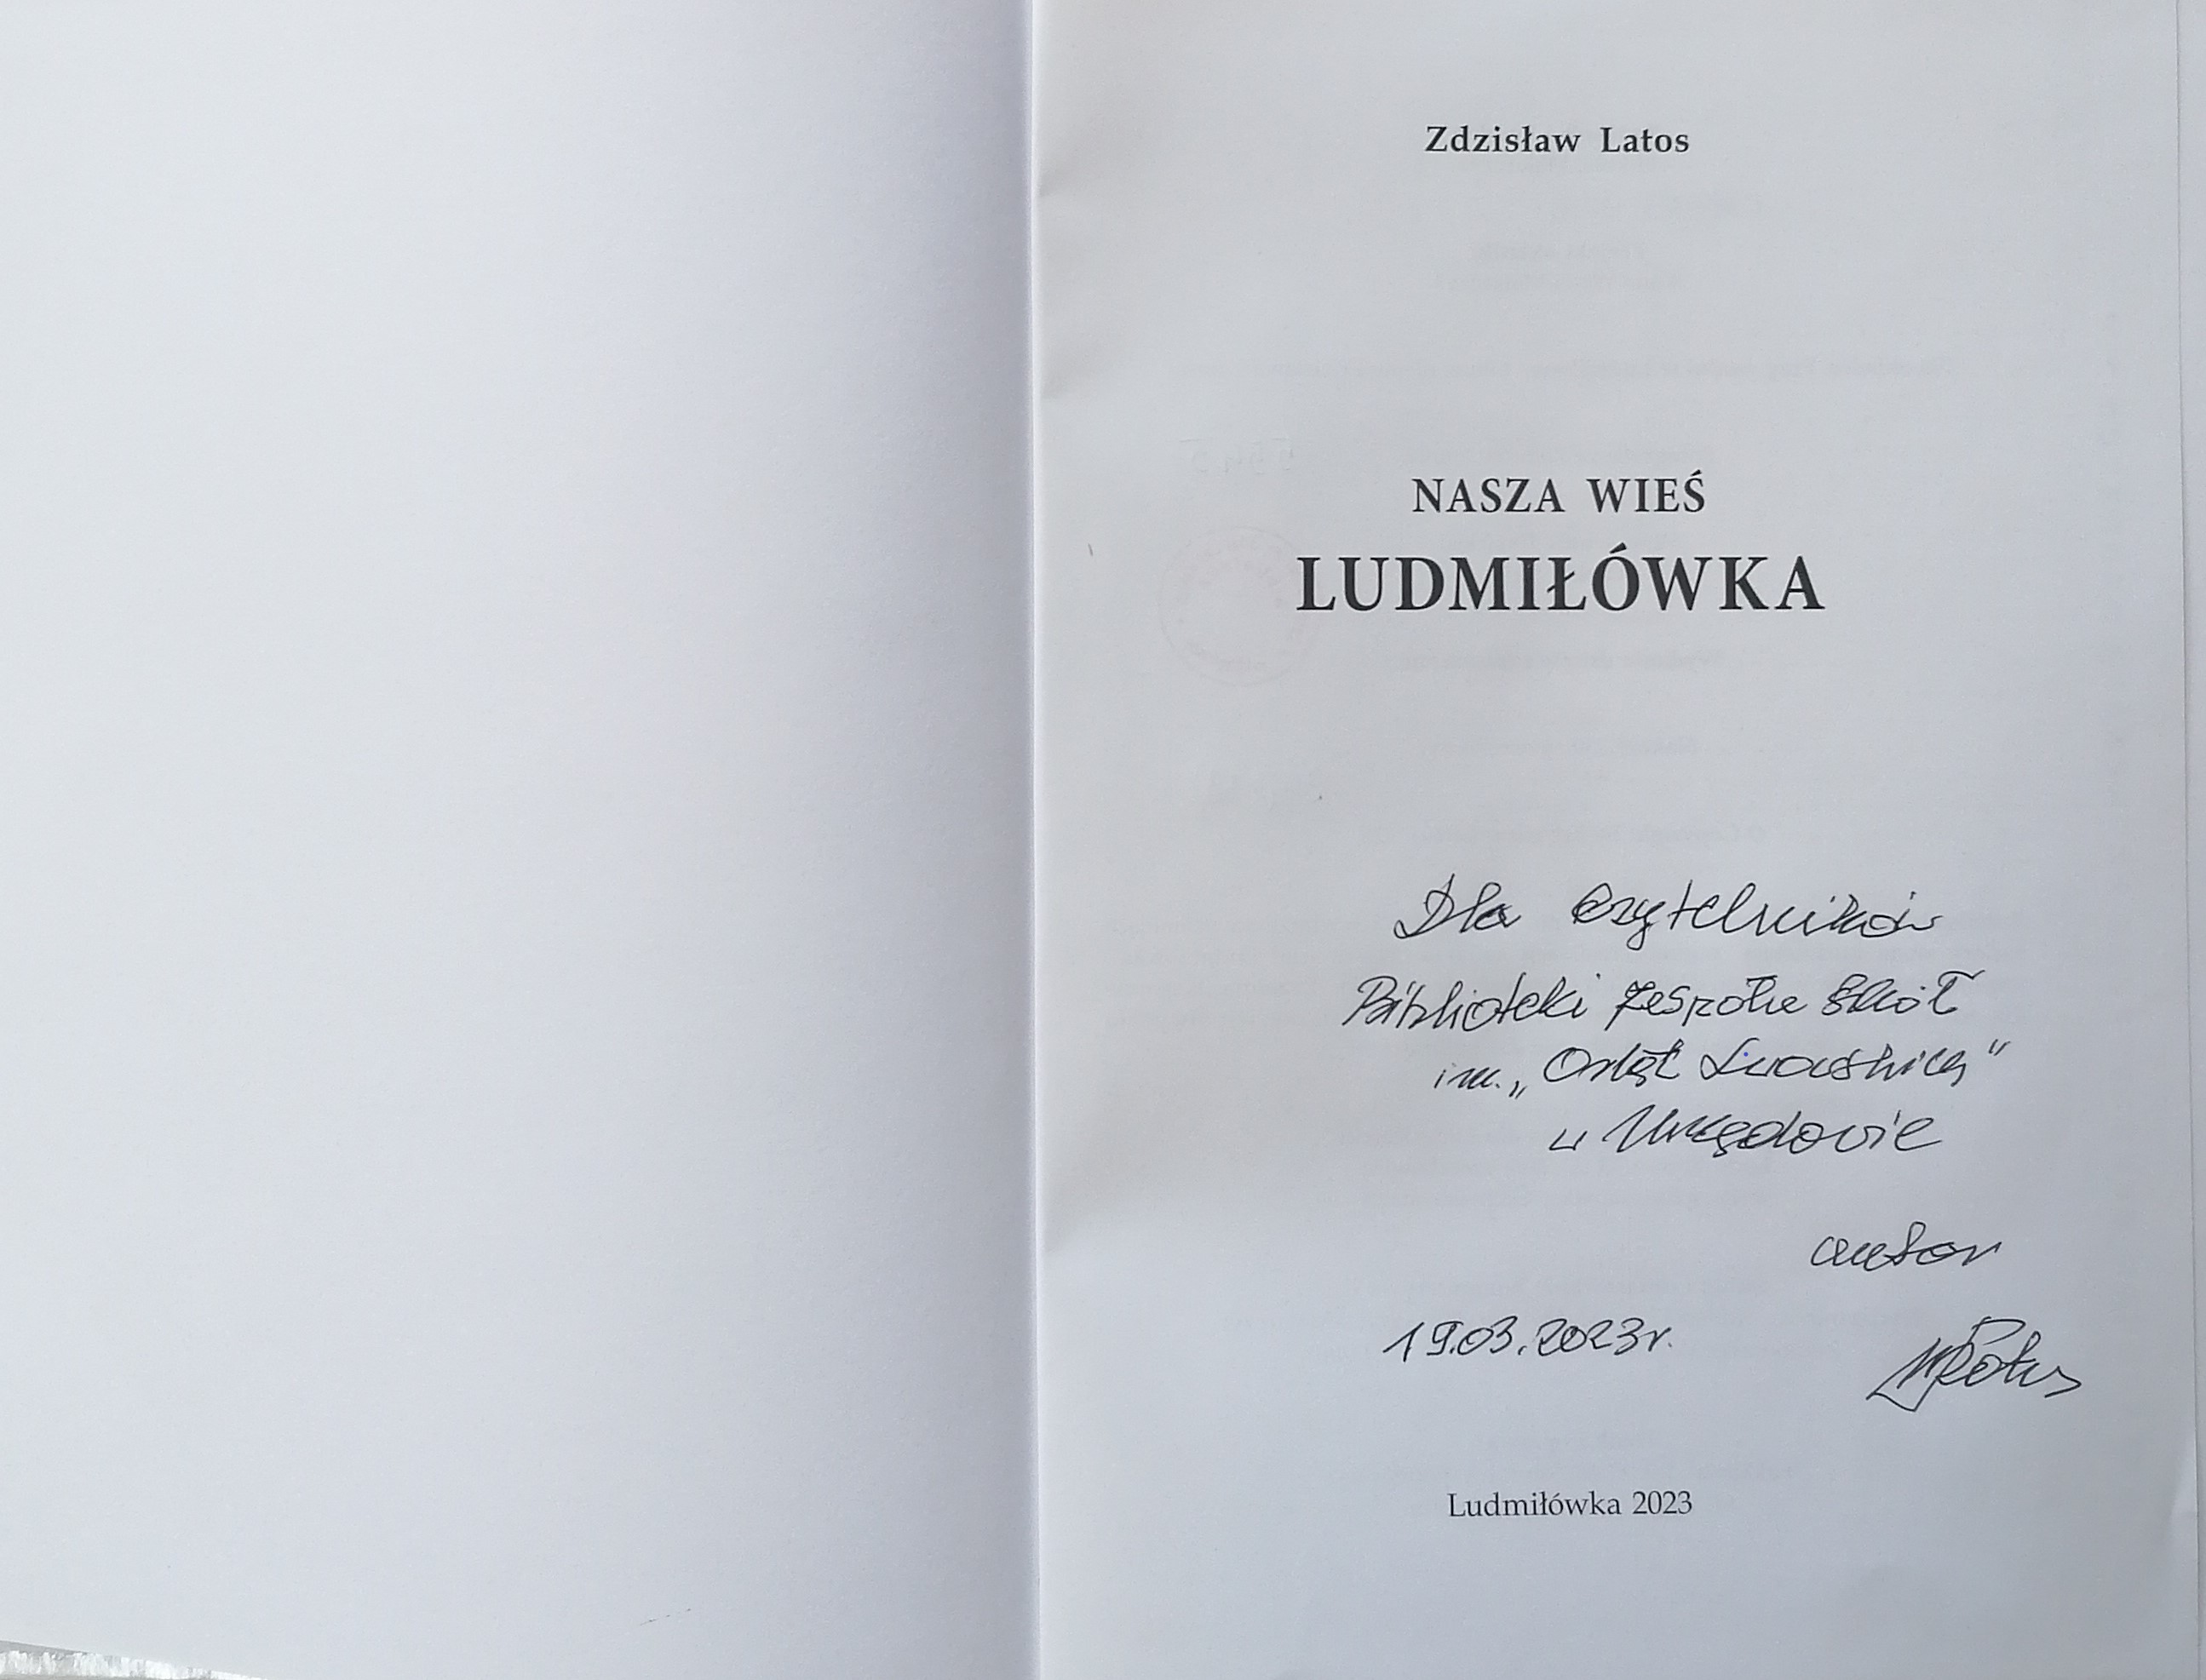 Zdzisław Latos
NASZA WIEŚ
LUDMIŁÓWKA
Dla czytelników
Biblioteki Zespołu Szkół
im. „Orląt Lwowskich”
w Urzędowie
autor
19.03.2023r.
Ludmiłówka 2023